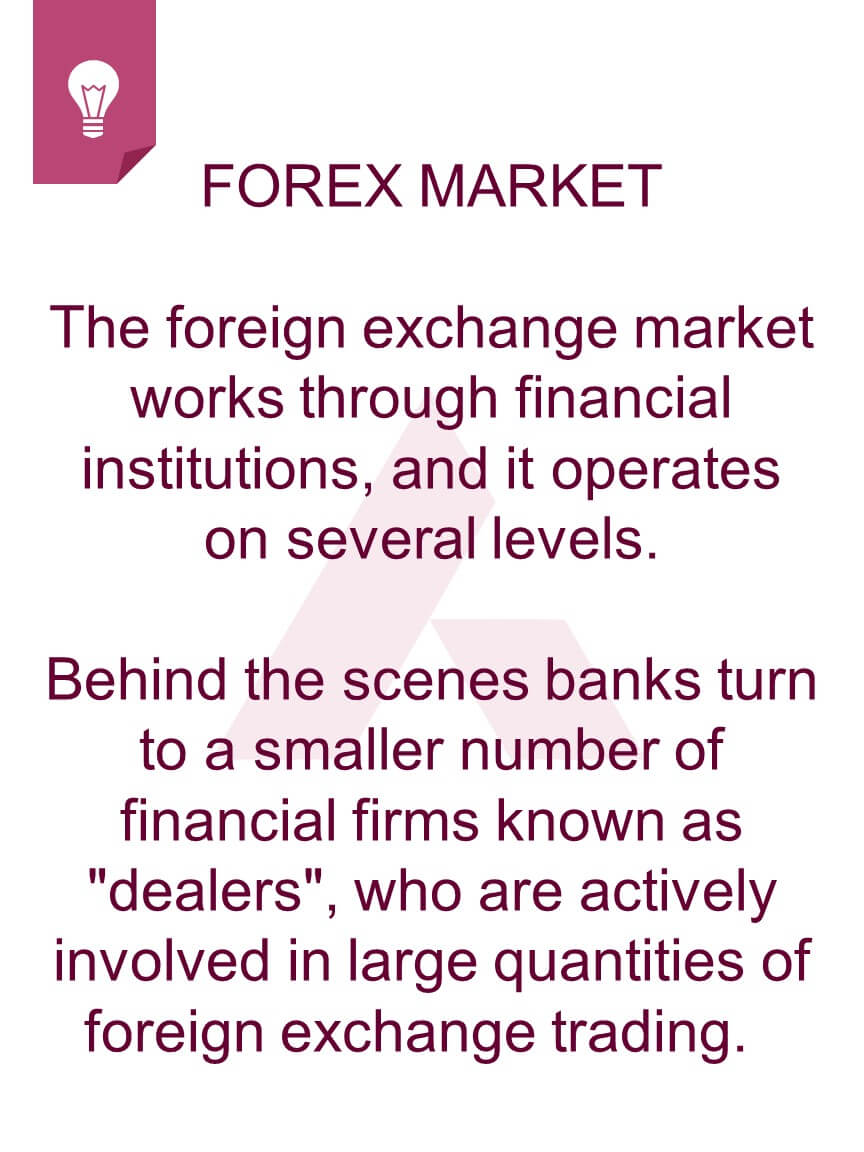 FOREX MARKET
The foreign exchange market
works through financial
institutions, and it operates
on several levels.
Behind the scenes banks turn
to a smaller number of
financial firms known as
"dealers", who are actively
involved in large quantities of
foreign exchange trading.